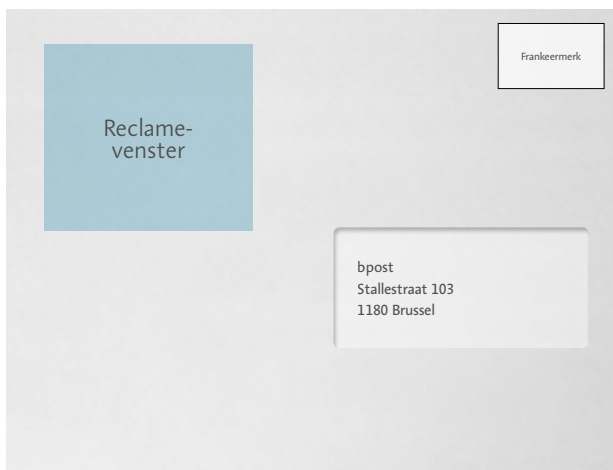 Frankeermerk
Reclame-
venster
bpost
Stallestraat 103
1180 Brussel